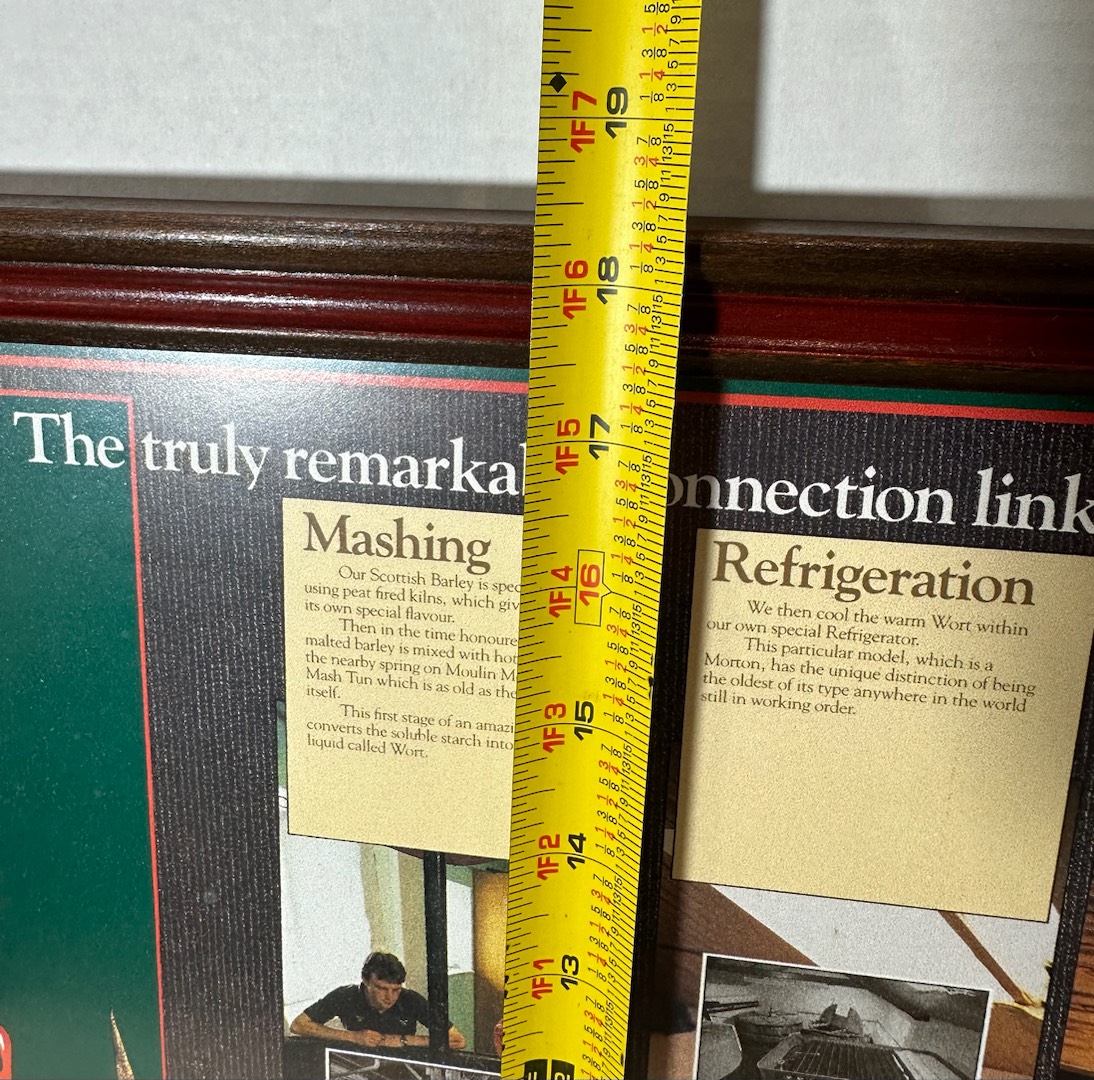 1F7 19
1F6 18
1F5 17
1F4 16
1F3 15
1F2 14
1F1 13
The truly remarka onnection link
Mashing
Our Scottish Barley is spec
using peat fired kilns, which giv
its own special flavour.
Then in the time honoure
malted barley is mixed with hot
the nearby spring on Moulin M
Mash Tun which is as old as the
itself.
This first stage of an amazi
converts the soluble starch into
liquid called Wort.
Refrigeration
We then cool the warm Wort within
our own special Refrigerator.
This particular model, which is a
Morton, has the unique distinction of being
the oldest of its type anywhere in the world
still in working order.